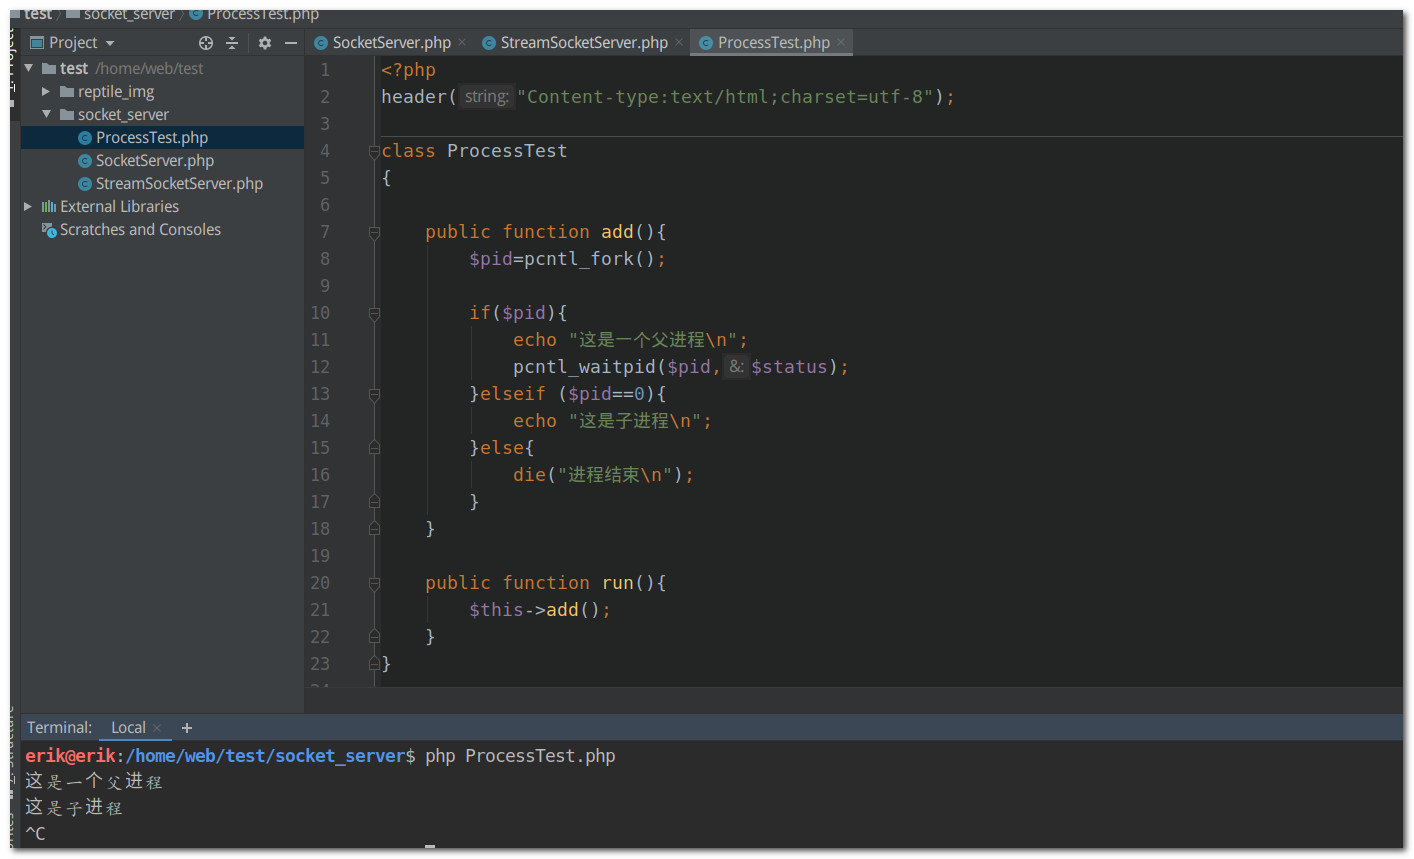 test socket_server ProcessTest.php
Project
SocketServer.php
StreamSocketServer.php
ProcessTest.php
test /home/web/test
reptile_img
socket_server
ProcessTest.php
SocketServer.php
StreamSocketServer.php
External Libraries
Scratches and Consoles
1 <?php
2 header( string: "Content-type:text/html;charset=utf-8");
3
4 class ProcessTest
5 {
6
7 public function add(){
8 $pid=pcntl_fork();
9
10 if($pid){
11 echo "这是一个父进程\n";
12 pcntl_waitpid($pid, &: $status);
13 }elseif ($pid==0){
14 echo "这是子进程\n";
15 }else{
16 die("进程结束\n");
17 }
18 }
19
20 public function run(){
21 $this->add();
22 }
23 }
Terminal: Local +
erik@erik:/home/web/test/socket_server$ php ProcessTest.php
这是一个父进程
这是子进程
^C